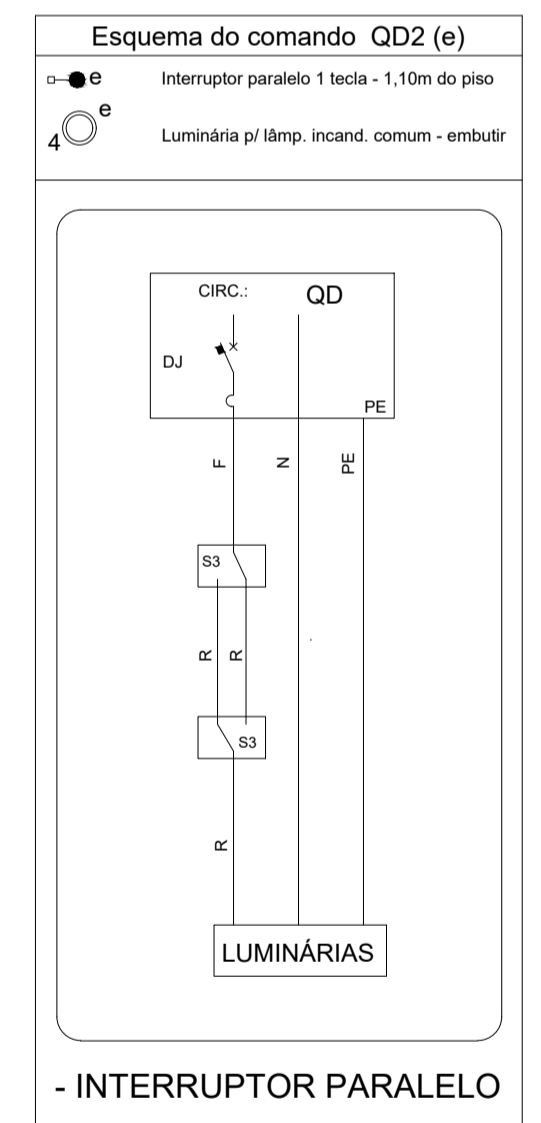 Esquema do comando QD2 (e)
e
Interruptor paralelo 1 tecla - 1,10m do piso
4
e
Luminária p/ lâmp. incand. comum - embutir
CIRC.:
QD
DJ
PE
F
N
PE
S3
R
R
S3
R
LUMINÁRIAS
- INTERRUPTOR PARALELO